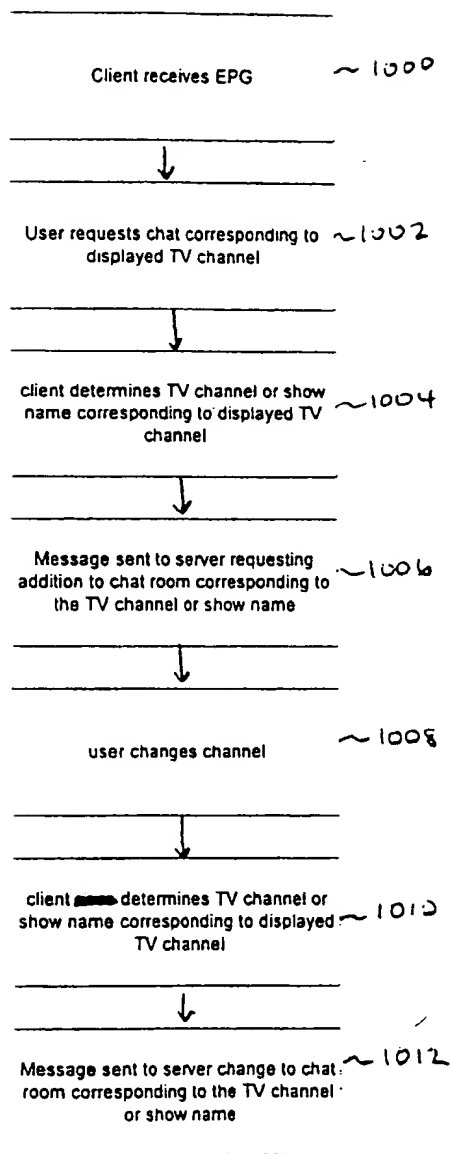 Client receives EPG ~ 1000
User requests chat corresponding to ~ 1002
displayed TV channel
client determines TV channel or show
name corresponding to displayed TV ~ 1004
channel
Message sent to server requesting
addition to chat room corresponding to ~ 1006
the TV channel or show name
user changes channel ~ 1008
client determines TV channel or
show name corresponding to displayed ~ 1010
TV channel
Message sent to server change to chat ~ 1012
room corresponding to the TV channel
or show name